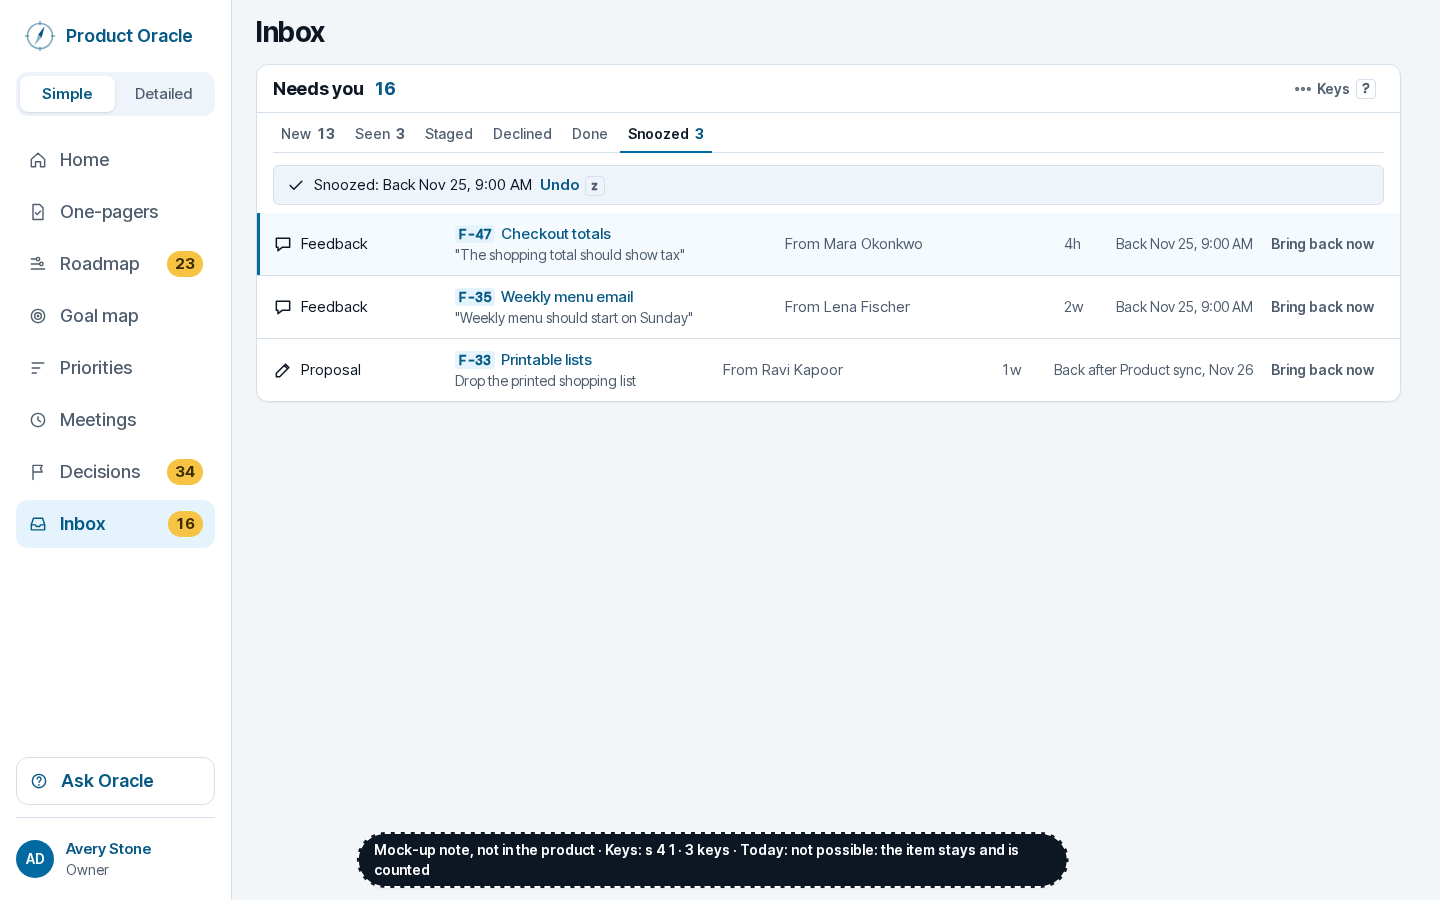 Product Oracle
Simple
Detailed
Home
One-pagers
Roadmap 23
Goal map
Priorities
Meetings
Decisions 34
Inbox 16
Ask Oracle
AD
Avery Stone
Owner
Inbox
Needs you 16
Keys ?
New 13 Seen 3 Staged Declined Done Snoozed 3
Snoozed: Back Nov 25, 9:00 AM Undo z
Feedback
F-47 Checkout totals
"The shopping total should show tax"
From Mara Okonkwo
4h
Back Nov 25, 9:00 AM
Bring back now
Feedback
F-35 Weekly menu email
"Weekly menu should start on Sunday"
From Lena Fischer
2w
Back Nov 25, 9:00 AM
Bring back now
Proposal
F-33 Printable lists
Drop the printed shopping list
From Ravi Kapoor
1w
Back after Product sync, Nov 26
Bring back now
Mock-up note, not in the product · Keys: s 4 1 · 3 keys · Today: not possible: the item stays and is
counted